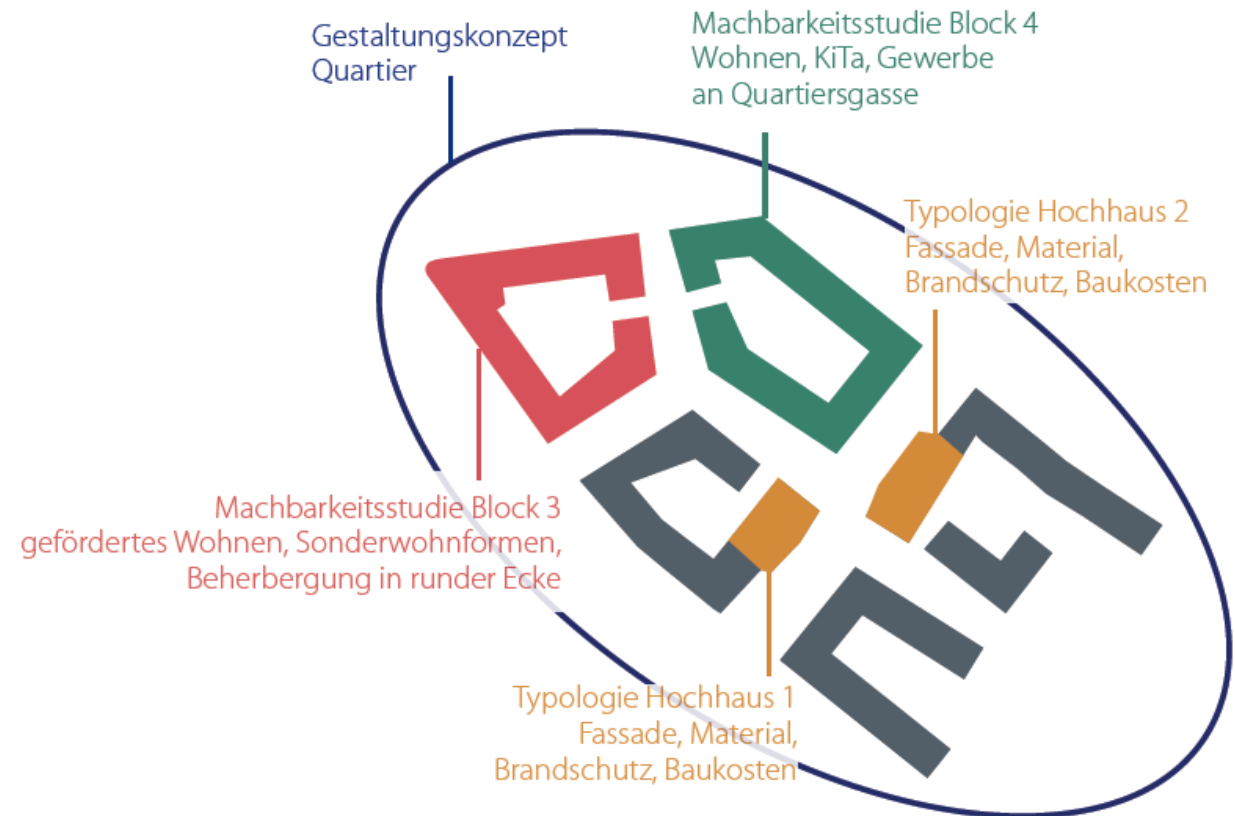 Gestaltungskonzept
Quartier
Machbarkeitsstudie Block 4
Wohnen, KiTa, Gewerbe
an Quartiersgasse
Typologie Hochhaus 2
Fassade, Material,
Brandschutz, Baukosten
Machbarkeitsstudie Block 3
gefördertes Wohnen, Sonderwohnformen,
Beherbergung in runder Ecke
Typologie Hochhaus 1
Fassade, Material,
Brandschutz, Baukosten